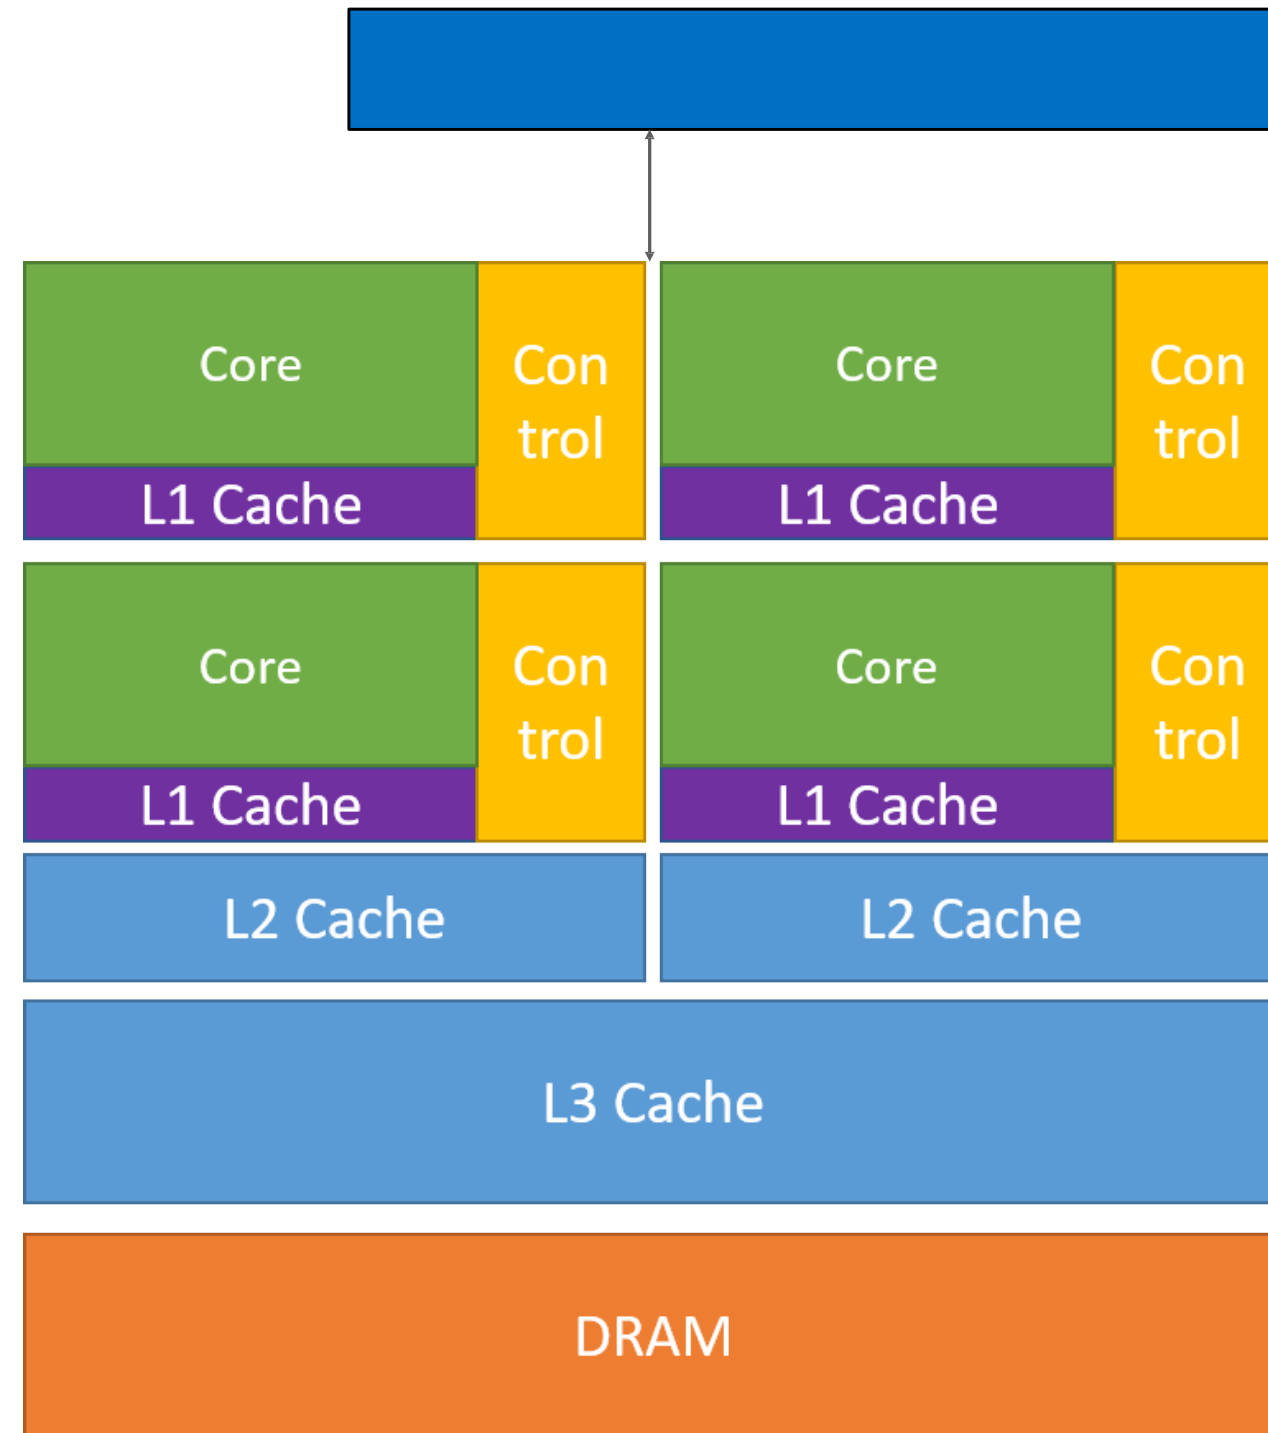 Core
Con
trol
Core
Con
trol
L1 Cache
L1 Cache
Core
Con
trol
Core
Con
trol
L1 Cache
L1 Cache
L2 Cache
L2 Cache
L3 Cache
DRAM